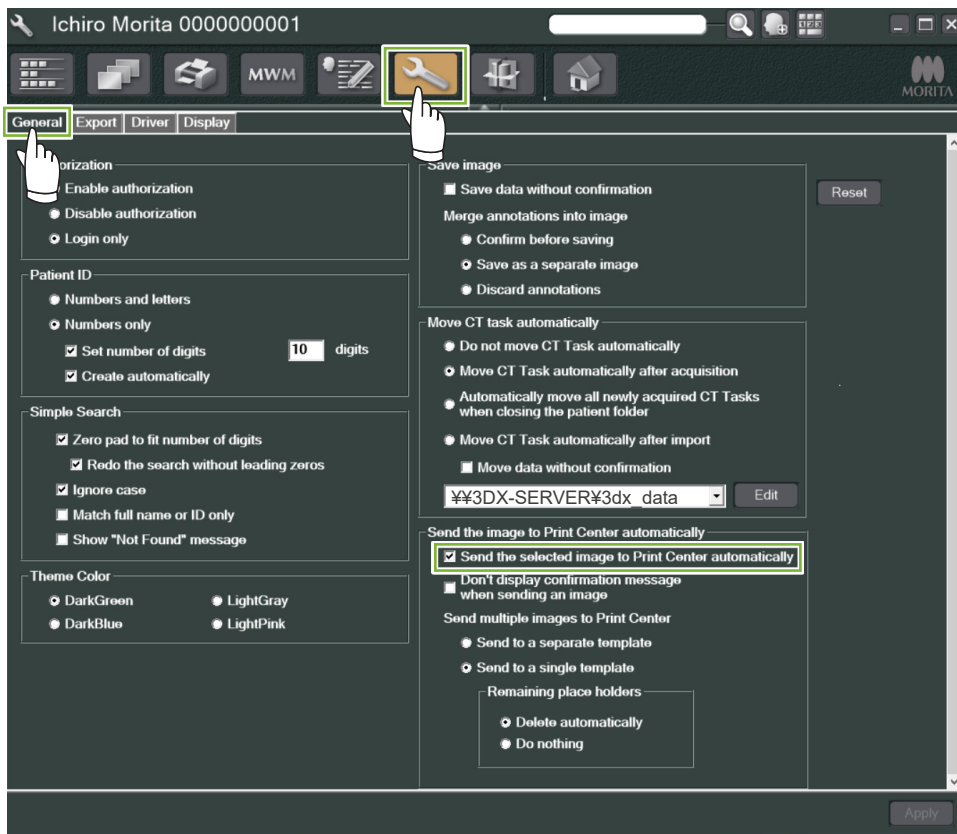 Ichiro Morita 0000000001
MWM
MORITA
General Export Driver Display
orization
Enable authorization
Disable authorization
Login only
Patient ID
Numbers and letters
Numbers only
Set number of digits 10 digits
Create automatically
Simple Search
Zero pad to fit number of digits
Redo the search without leading zeros
Ignore case
Match full name or ID only
Show "Not Found" message
Theme Color
DarkGreen LightGray
DarkBlue LightPink
Save image
Save data without confirmation
Merge annotations into image
Confirm before saving
Save as a separate image
Discard annotations
Move CT task automatically
Do not move CT Task automatically
Move CT Task automatically after acquisition
Automatically move all newly acquired CT Tasks
when closing the patient folder
Move CT Task automatically after import
Move data without confirmation
¥¥3DX-SERVER¥3dx_data Edit
Send the image to Print Center automatically
Send the selected image to Print Center automatically
Don't display confirmation message
when sending an image
Send multiple images to Print Center
Send to a separate template
Send to a single template
Remaining place holders
Delete automatically
Do nothing
Reset
Apply